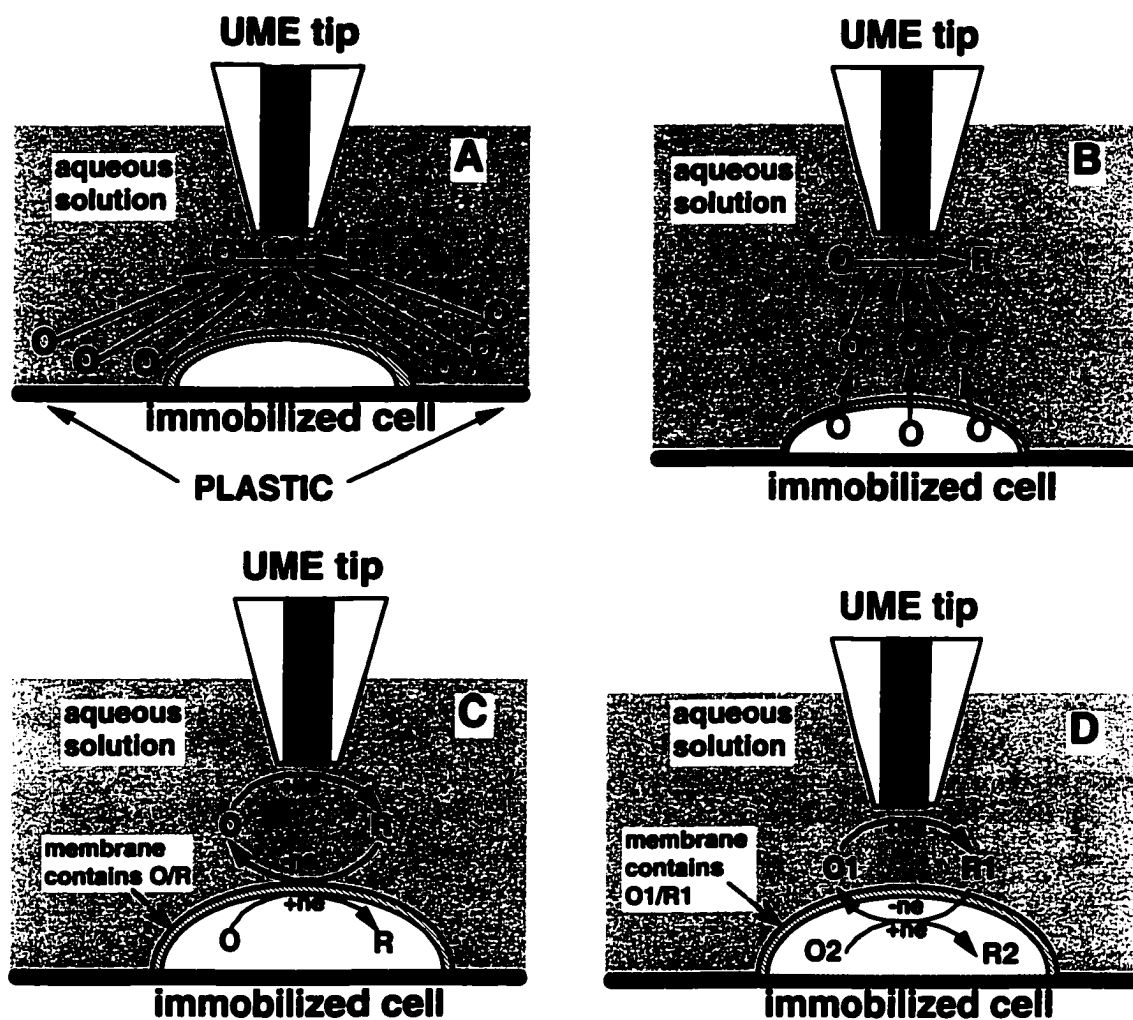 UME tip
aqueous
solution
A
O
O
O
immobilized cell
PLASTIC
UME tip
aqueous
solution
B
O
R
O
O
O
O
O
O
immobilized cell
UME tip
aqueous
solution
C
O
R
membrane
contains O/R
-ne
+ne
O
R
immobilized cell
UME tip
aqueous
solution
D
membrane
contains
O1/R1
O1
R1
-ne
+ne
O2
R2
immobilized cell